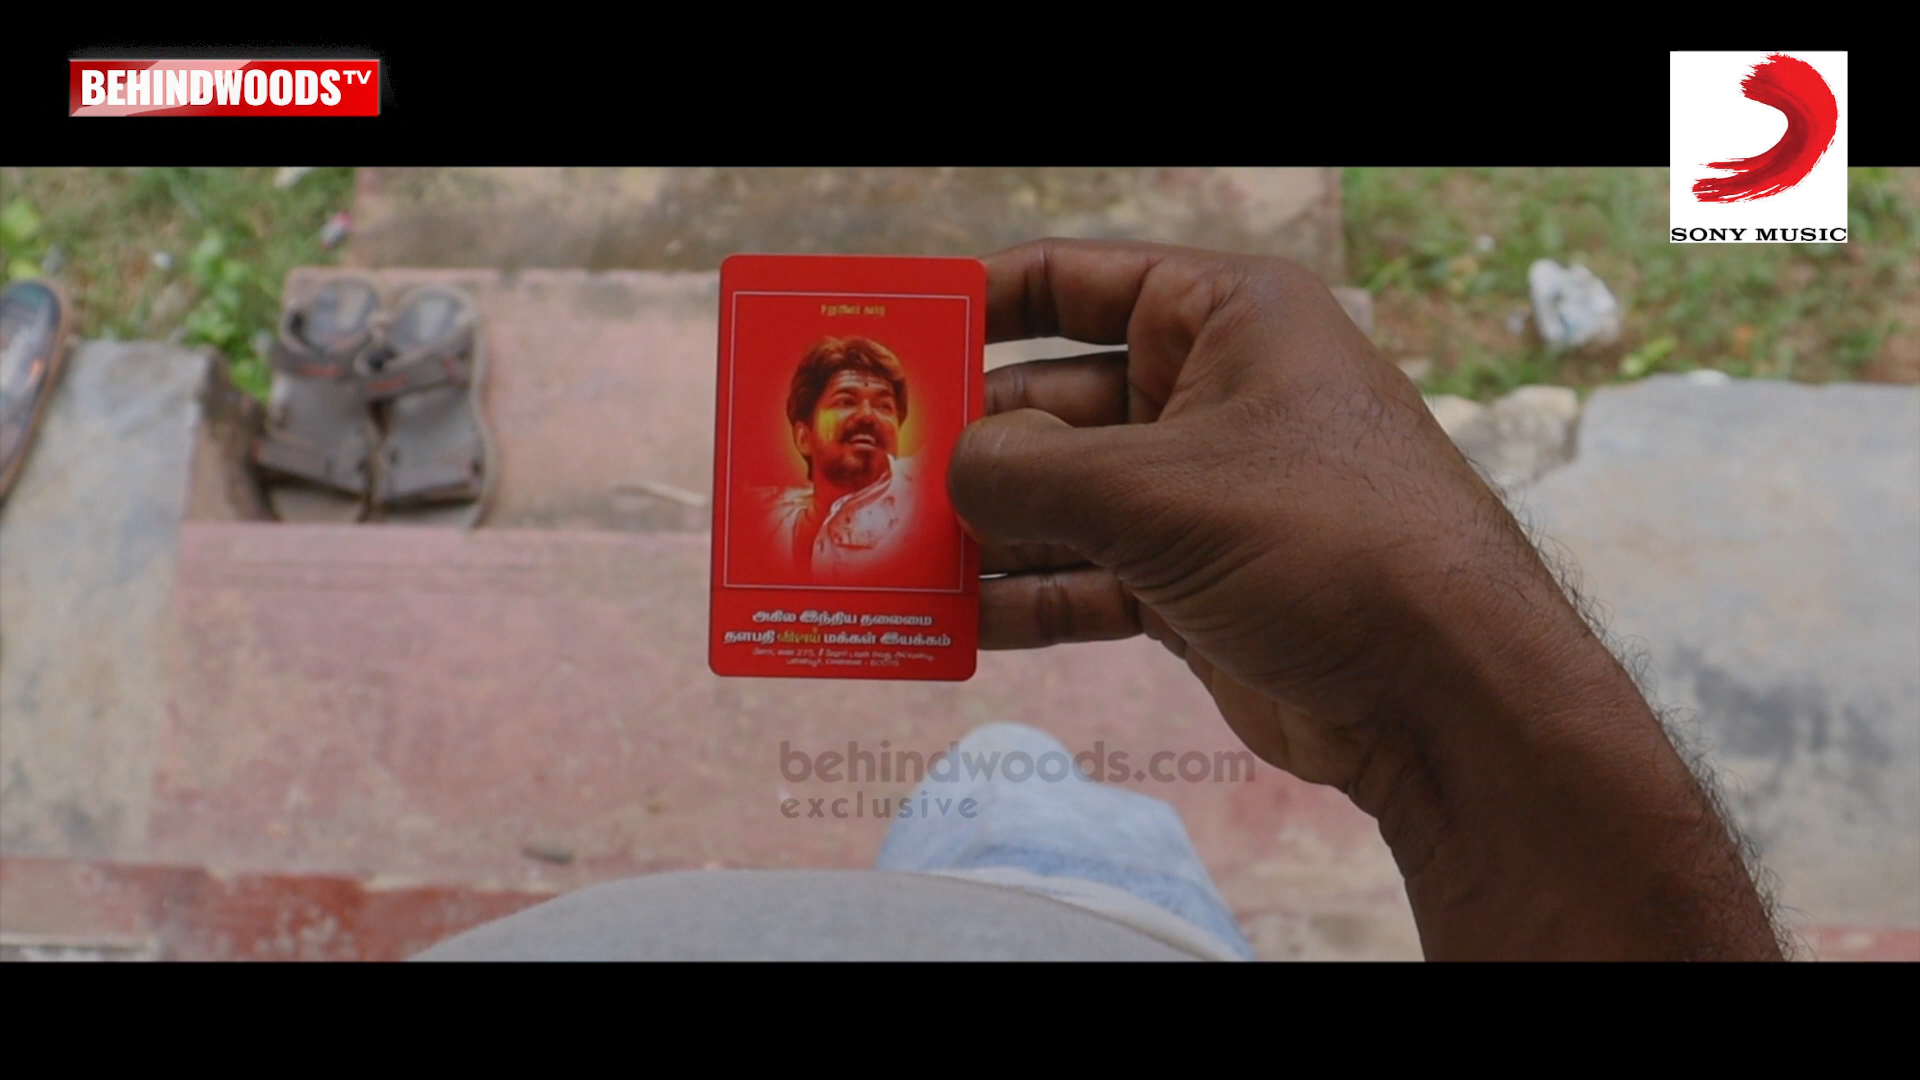 BEHINDWOODS TV
SONY MUSIC
அகில இந்திய தலைமை
தளபதி விஜய் மக்கள் இயக்கம்
behindwoods.com
exclusive